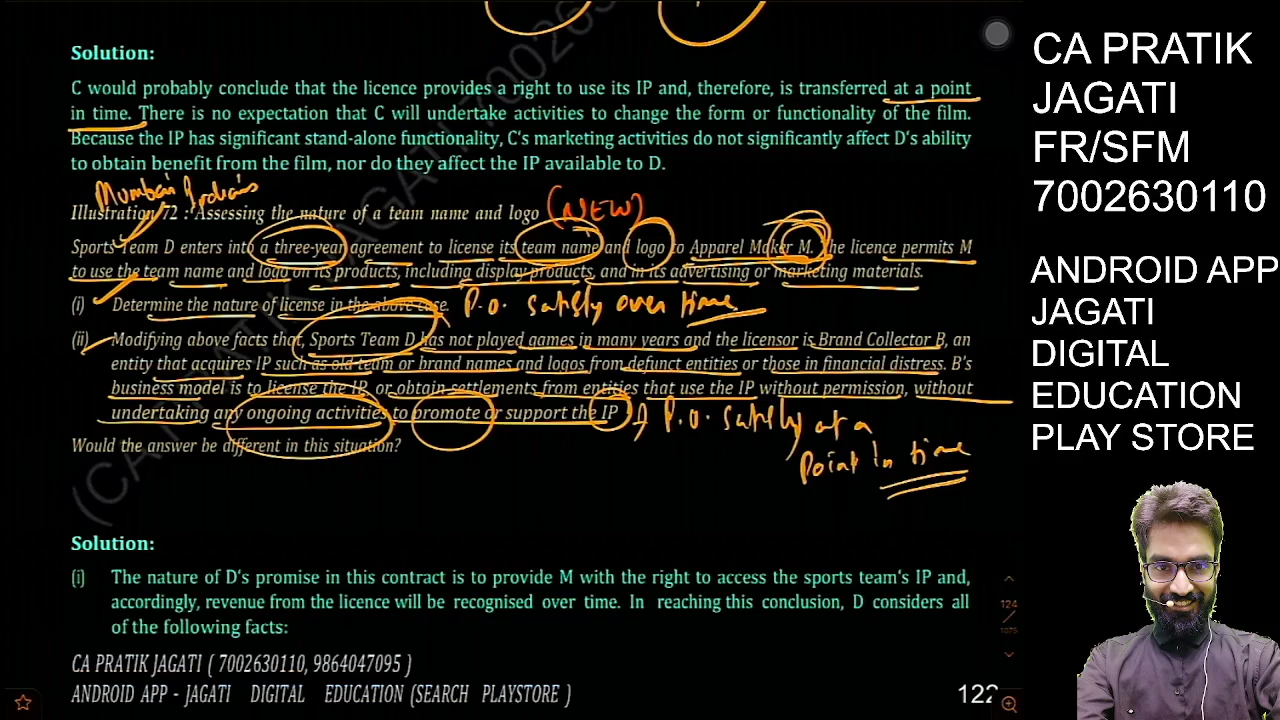 Solution:
C would probably conclude that the licence provides a right to use its IP and, therefore, is transferred at a point
in time. There is no expectation that C will undertake activities to change the form or functionality of the film.
Because the IP has significant stand-alone functionality, C's marketing activities do not significantly affect D's ability
to obtain benefit from the film, nor do they affect the IP available to D.
Mumbai Indians
Illustration 72 : Assessing the nature of a team name and logo (NEW)
Sports Team D enters into a three-year agreement to license its team name and logo to Apparel Maker M. The licence permits M
to use the team name and logo on its products, including display products, and in its advertising or marketing materials.
(i) Determine the nature of license in the above case. P.O. satisfy over time
(ii) Modifying above facts that, Sports Team D has not played games in many years and the licensor is Brand Collector B, an
entity that acquires IP such as old team or brand names and logos from defunct entities or those in financial distress. B's
business model is to license the IP, or obtain settlements from entities that use the IP without permission, without
undertaking any ongoing activities to promote or support the IP. P.O. satisfy at a
Would the answer be different in this situation? point in time
Solution:
(i) The nature of D's promise in this contract is to provide M with the right to access the sports team's IP and,
accordingly, revenue from the licence will be recognised over time. In reaching this conclusion, D considers all
of the following facts:
CA PRATIK JAGATI ( 7002630110, 9864047095 )
ANDROID APP - JAGATI DIGITAL EDUCATION (SEARCH PLAYSTORE )
122
124
1075
CA PRATIK
JAGATI
FR/SFM
7002630110
ANDROID APP
JAGATI
DIGITAL
EDUCATION
PLAY STORE